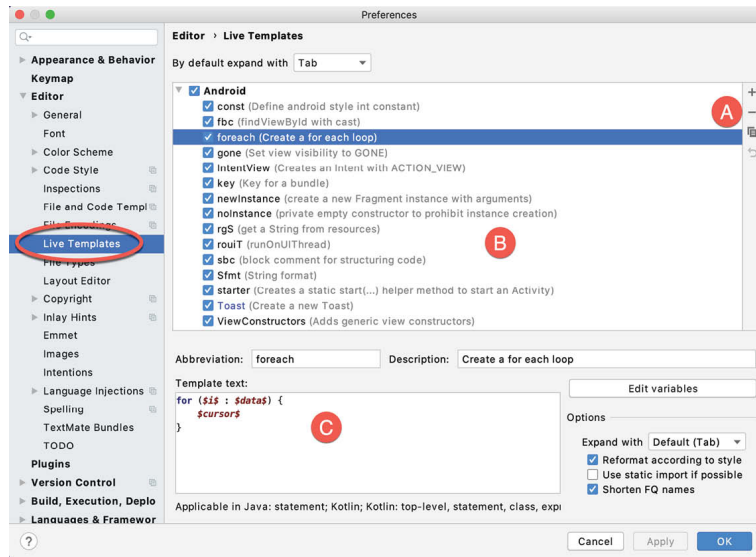 Preferences
Editor › Live Templates
By default expand with Tab
Appearance & Behavior
Keymap
Editor
General
Font
Color Scheme
Code Style
Inspections
File and Code Templ
File Encodings
Live Templates
File Types
Layout Editor
Copyright
Inlay Hints
Emmet
Images
Intentions
Language Injections
Spelling
TextMate Bundles
TODO
Plugins
Version Control
Build, Execution, Deplo
Languages & Framewor
Android
const (Define android style int constant)
fbc (findViewById with cast)
foreach (Create a for each loop)
gone (Set view visibility to GONE)
IntentView (Creates an Intent with ACTION_VIEW)
key (Key for a bundle)
newInstance (create a new Fragment instance with arguments)
noInstance (private empty constructor to prohibit instance creation)
rgS (get a String from resources)
rouiT (runOnUIThread)
sbc (block comment for structuring code)
Sfmt (String format)
starter (Creates a static start(...) helper method to start an Activity)
Toast (Create a new Toast)
ViewConstructors (Adds generic view constructors)
A
B
Abbreviation: foreach Description: Create a for each loop
Template text:
for ($i$ : $data$) {
$cursor$
}
C
Edit variables
Options
Expand with Default (Tab)
Reformat according to style
Use static import if possible
Shorten FQ names
Applicable in Java: statement; Kotlin; Kotlin: top-level, statement, class, expr
? Cancel Apply OK